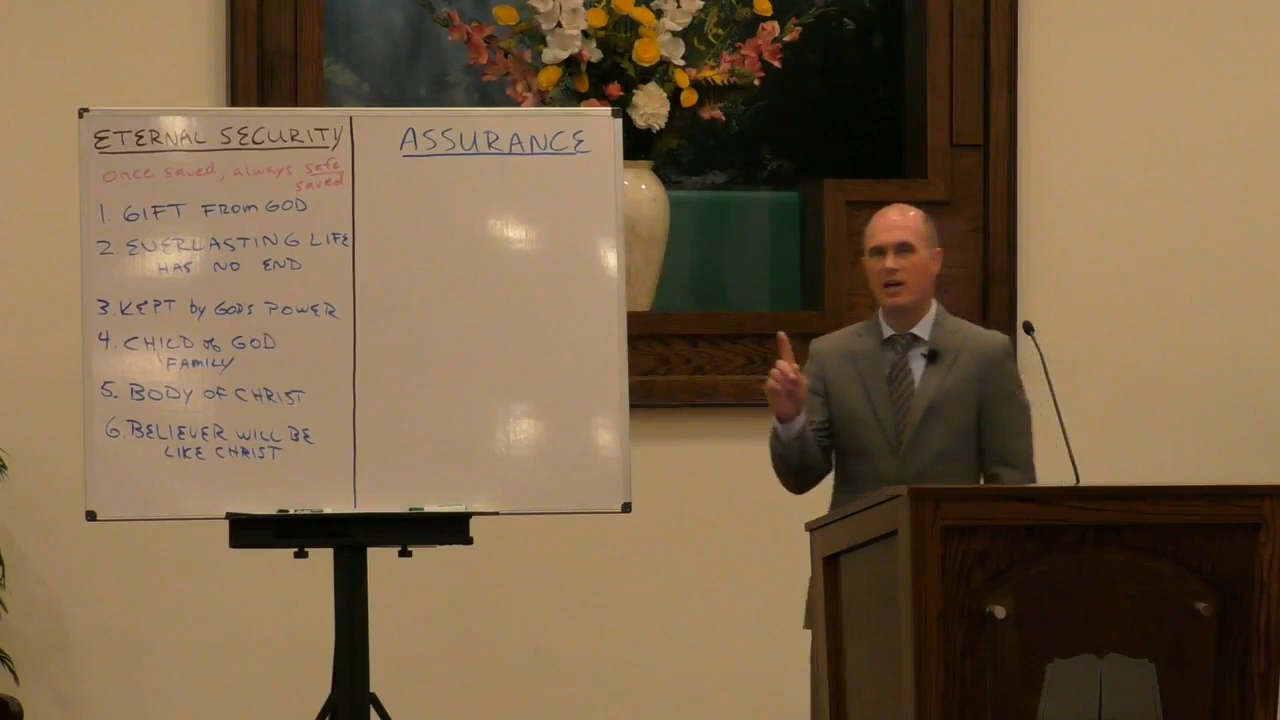 ETERNAL SECURITY
once saved, always safe
saved
1. GIFT FROM GOD
2. EVERLASTING LIFE
HAS NO END
3. KEPT by GODS POWER
4. CHILD of GOD
FAMILY
5. BODY OF CHRIST
6. BELIEVER WILL BE
LIKE CHRIST
ASSURANCE